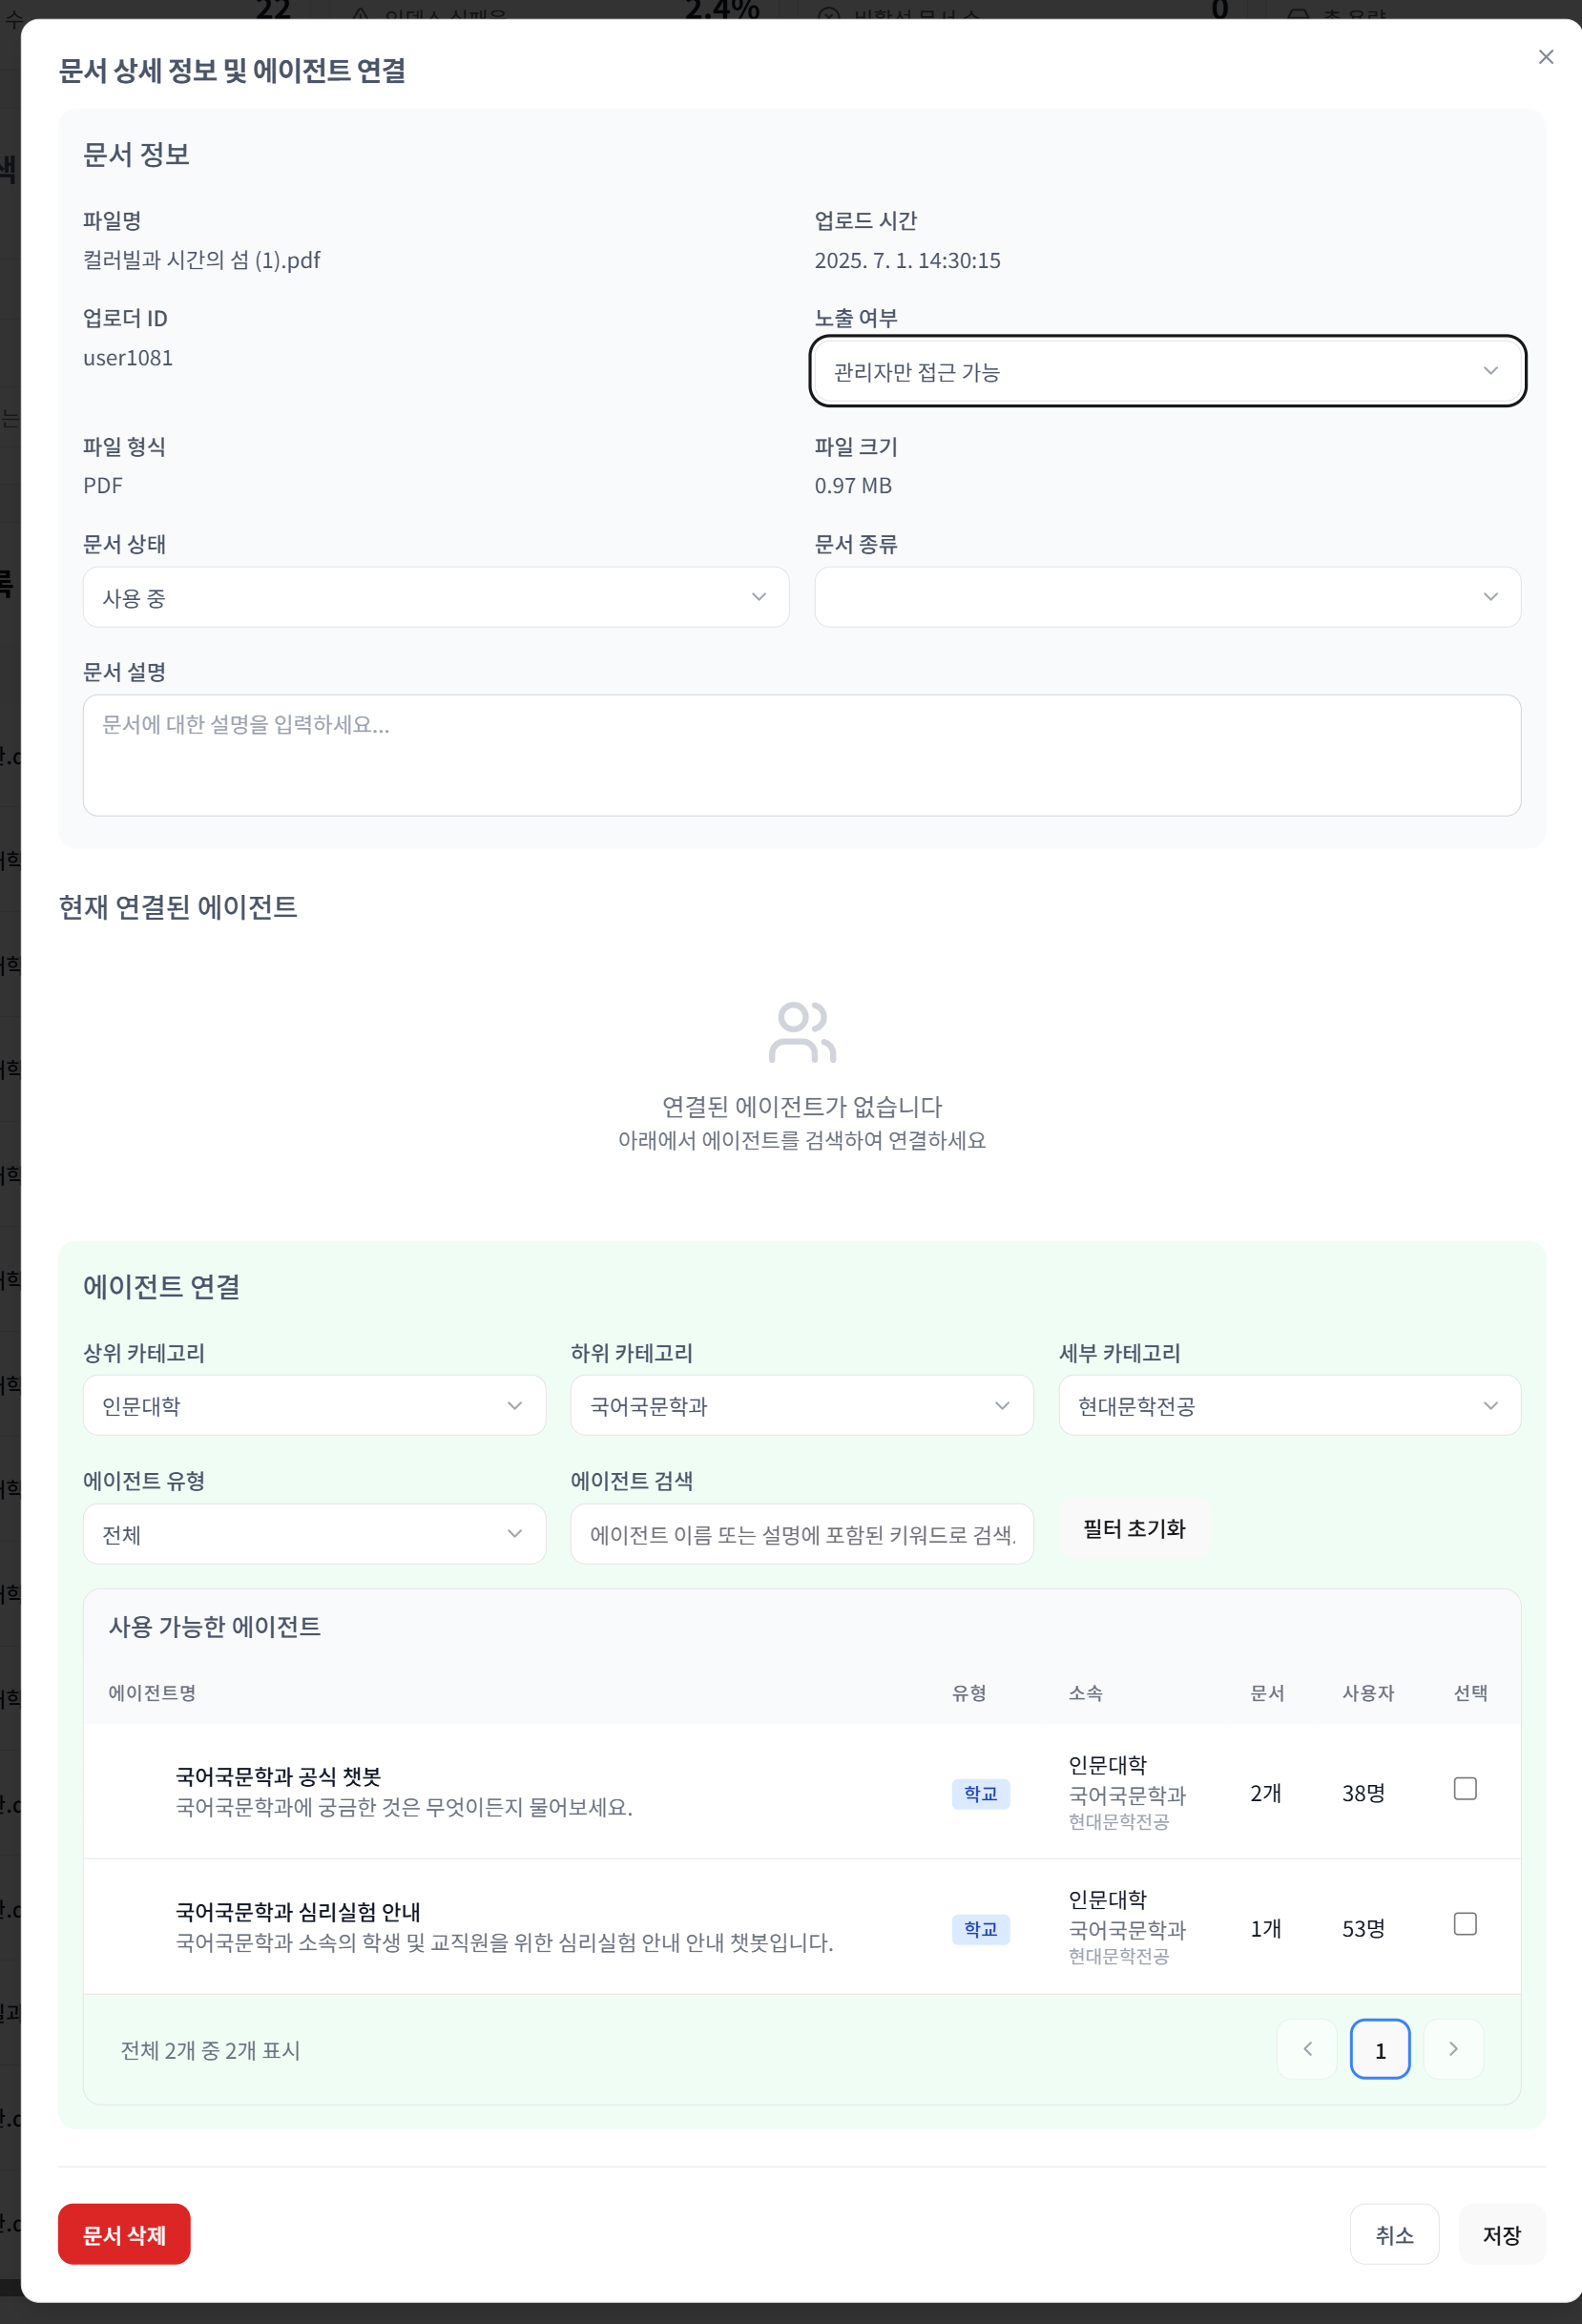 수
22
2.4%
0
문서 상세 정보 및 에이전트 연결
문서 정보
파일명
업로드 시간
컬러빌과 시간의 섬 (1).pdf
2025. 7. 1. 14:30:15
업로더 ID
노출 여부
user1081
관리자만 접근 가능
파일 형식
파일 크기
PDF
0.97 MB
문서 상태
문서 종류
사용 중
문서 설명
문서에 대한 설명을 입력하세요...
현재 연결된 에이전트
연결된 에이전트가 없습니다
아래에서 에이전트를 검색하여 연결하세요
에이전트 연결
상위 카테고리
하위 카테고리
세부 카테고리
인문대학
국어국문학과
현대문학전공
에이전트 유형
에이전트 검색
전체
에이전트 이름 또는 설명에 포함된 키워드로 검색.
필터 초기화
사용 가능한 에이전트
에이전트명
유형
소속
문서
사용자
선택
국어국문학과 공식 챗봇
국어국문학과에 궁금한 것은 무엇이든지 물어보세요.
학교
인문대학
국어국문학과
현대문학전공
2개
38명
국어국문학과 심리실험 안내
국어국문학과 소속의 학생 및 교직원을 위한 심리실험 안내 안내 챗봇입니다.
학교
인문대학
국어국문학과
현대문학전공
1개
53명
전체 2개 중 2개 표시
1
문서 삭제
취소
저장